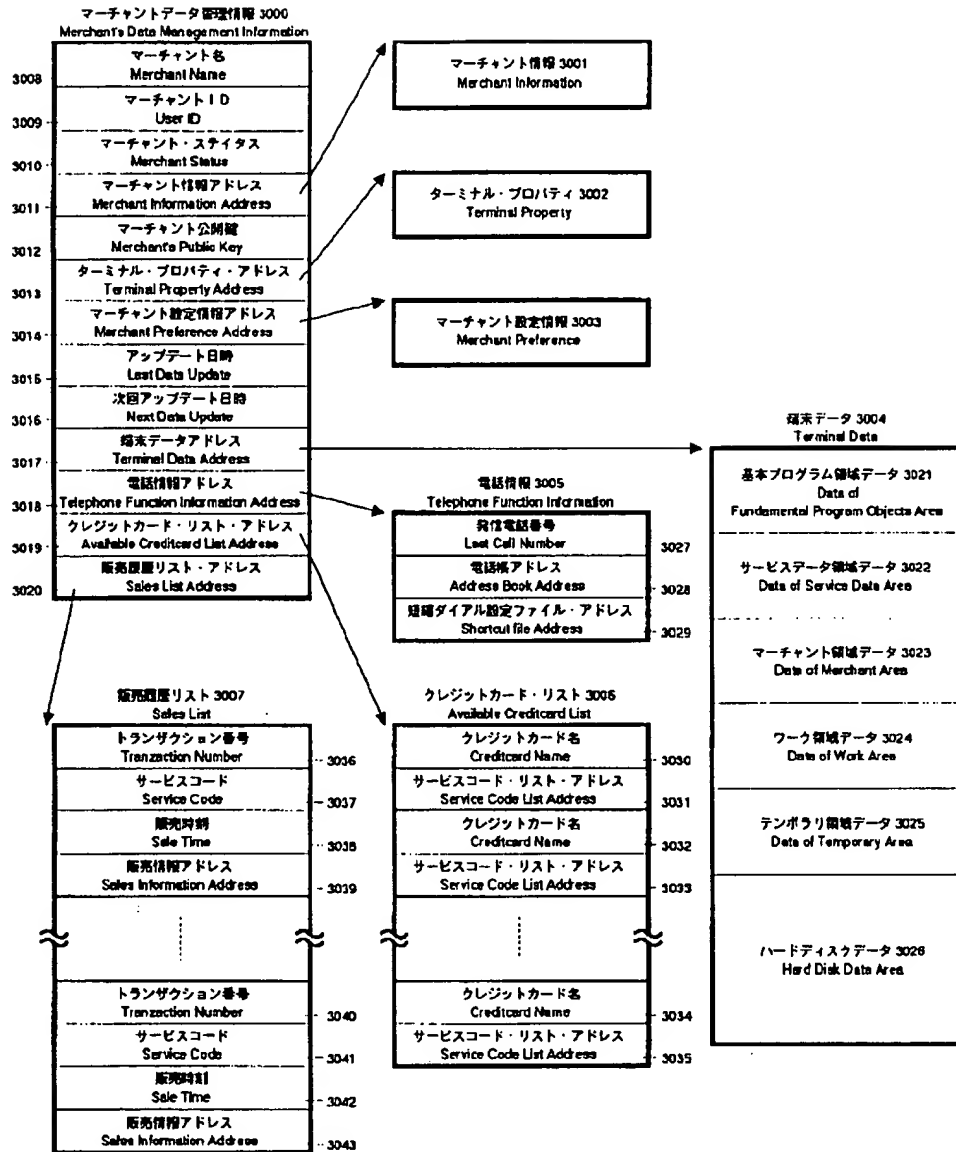 マーチャントデータ管理情報 3000
Merchant's Data Management Information
マーチャント名
Merchant Name
3008
マーチャントID
User ID
3009
マーチャント・ステイタス
Merchant Status
3010
マーチャント情報アドレス
Merchant Information Address
3011
マーチャント公開鍵
Merchant's Public Key
3012
ターミナル・プロパティ・アドレス
Terminal Property Address
3013
マーチャント設定情報アドレス
Merchant Preference Address
3014
アップデート日時
Last Data Update
3015
次回アップデート日時
Next Data Update
3016
端末データアドレス
Terminal Data Address
3017
電話情報アドレス
Telephone Function Information Address
3018
クレジットカード・リスト・アドレス
Available Creditcard List Address
3019
販売履歴リスト・アドレス
Sales List Address
3020
マーチャント情報 3001
Merchant Information
ターミナル・プロパティ 3002
Terminal Property
マーチャント設定情報 3003
Merchant Preference
端末データ 3004
Terminal Data
基本プログラム領域データ 3021
Data of
Fundamental Program Objects Area
サービスデータ領域データ 3022
Data of Service Data Area
マーチャント領域データ 3023
Data of Merchant Area
ワーク領域データ 3024
Data of Work Area
テンポラリ領域データ 3025
Data of Temporary Area
ハードディスクデータ 3026
Hard Disk Data Area
電話情報 3005
Telephone Function Information
発信電話番号
Last Call Number
3027
電話帳アドレス
Address Book Address
3028
短縮ダイアル設定ファイル・アドレス
Shortcut file Address
3029
販売履歴リスト 3007
Sales List
トランザクション番号
Tranzaction Number
3036
サービスコード
Service Code
3037
販売時刻
Sale Time
3038
販売情報アドレス
Sales Information Address
3039
トランザクション番号
Tranzaction Number
3040
サービスコード
Service Code
3041
販売時刻
Sale Time
3042
販売情報アドレス
Sales Information Address
3043
クレジットカード・リスト 3006
Available Creditcard List
クレジットカード名
Creditcard Name
3030
サービスコード・リスト・アドレス
Service Code List Address
3031
クレジットカード名
Creditcard Name
3032
サービスコード・リスト・アドレス
Service Code List Address
3033
クレジットカード名
Creditcard Name
3034
サービスコード・リスト・アドレス
Service Code List Address
3035